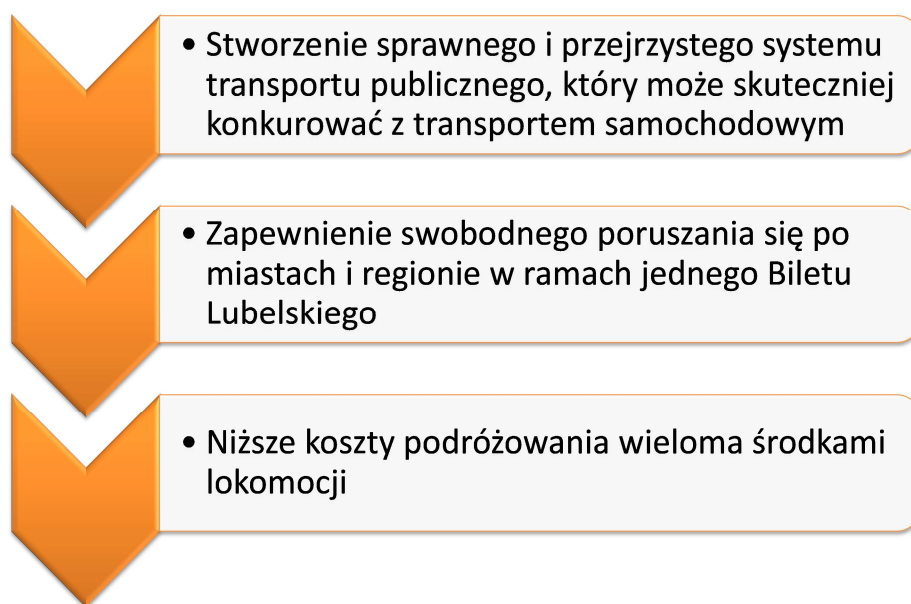 • Stworzenie sprawnego i przejrzystego systemu
transportu publicznego, który może skuteczniej
konkurować z transportem samochodowym
• Zapewnienie swobodnego poruszania się po
miastach i regionie w ramach jednego Biletu
Lubelskiego
• Niższe koszty podróżowania wieloma środkami
lokomocji